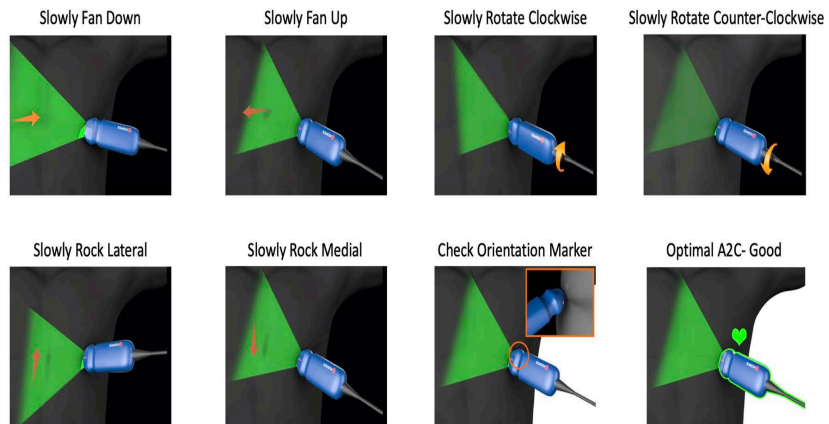 Slowly Fan Down
Slowly Fan Up
Slowly Rotate Clockwise
Slowly Rotate Counter-Clockwise
Slowly Rock Lateral
Slowly Rock Medial
Check Orientation Marker
Optimal A2C- Good